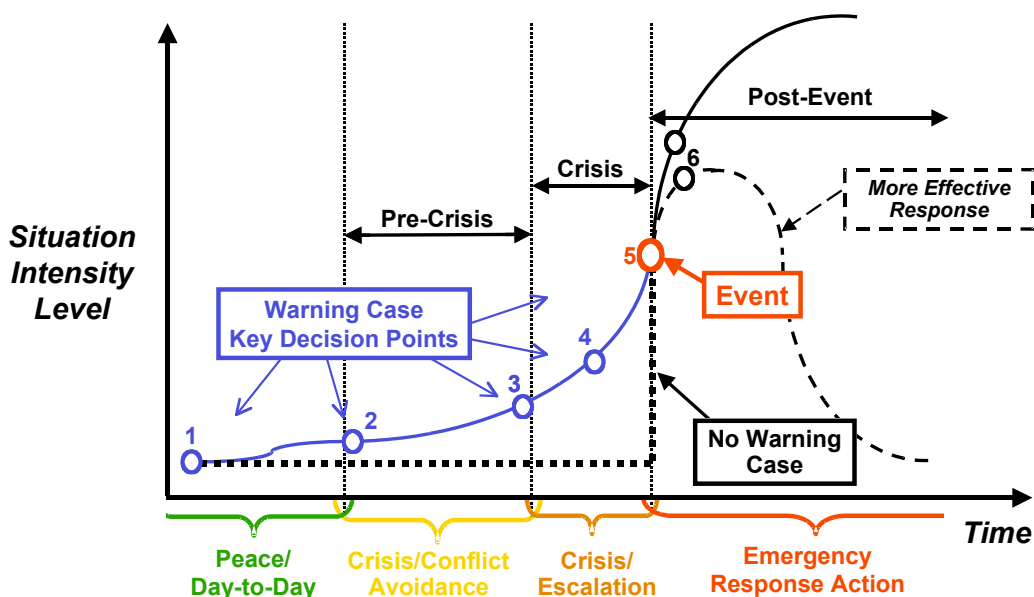 Post-Event
6
Crisis
More Effective
Response
Pre-Crisis
Situation
Intensity
Level
5
Event
Warning Case
Key Decision Points
4
3
2
1
No Warning
Case
Time
Peace/
Day-to-Day
Crisis/Conflict
Avoidance
Crisis/
Escalation
Emergency
Response Action